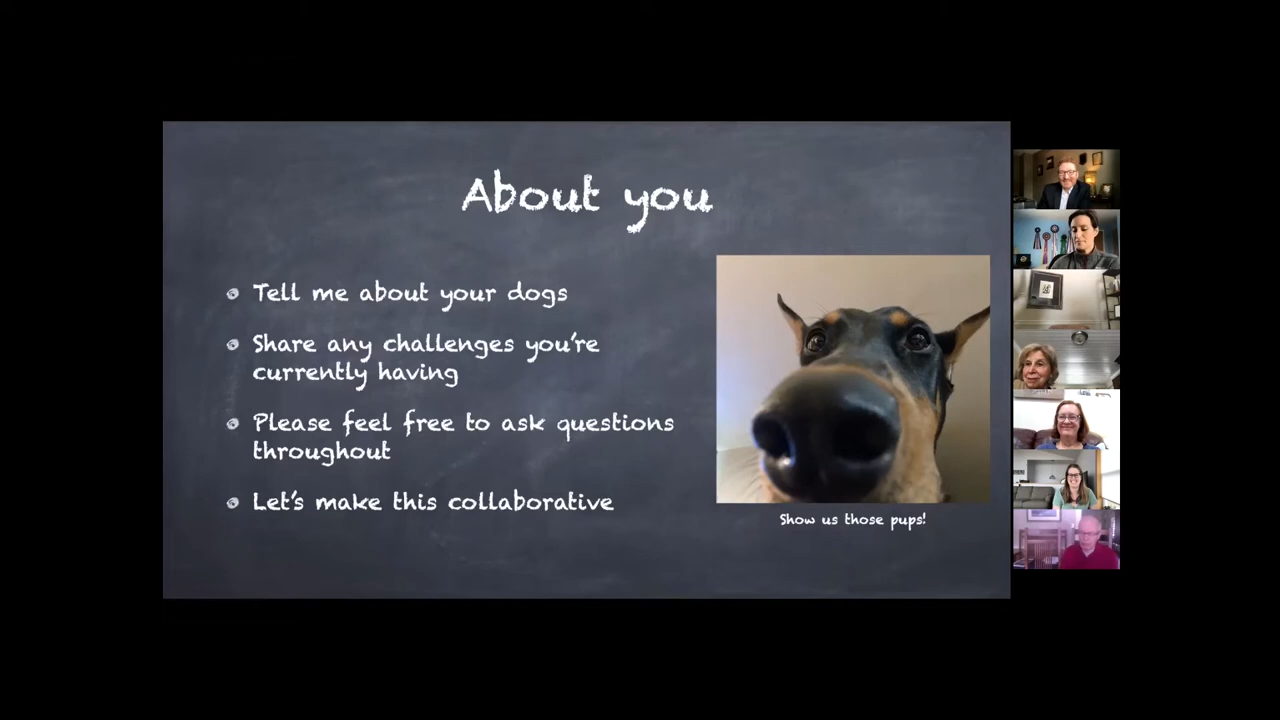 About you
Tell me about your dogs
Share any challenges you're
currently having
Please feel free to ask questions
throughout
Let's make this collaborative
Show us those pups!